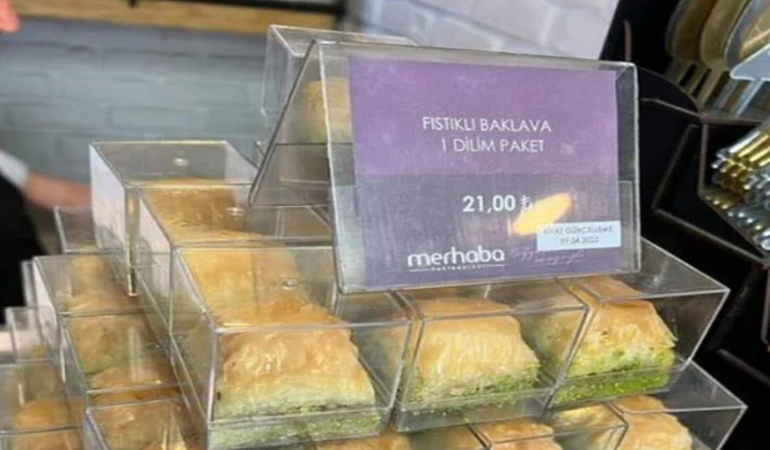 FISTIKLI BAKLAVA
1 DİLİM PAKET
21,00 ₺
merhaba